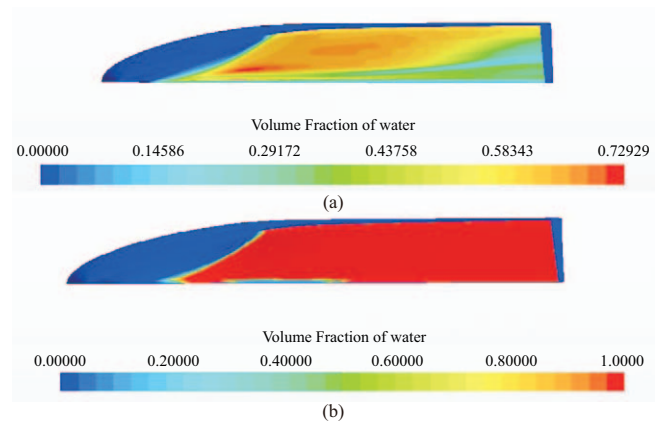 Volume Fraction of water
0.00000 0.14586 0.29172 0.43758 0.58343 0.72929
(a)
Volume Fraction of water
0.00000 0.20000 0.40000 0.60000 0.80000 1.0000
(b)